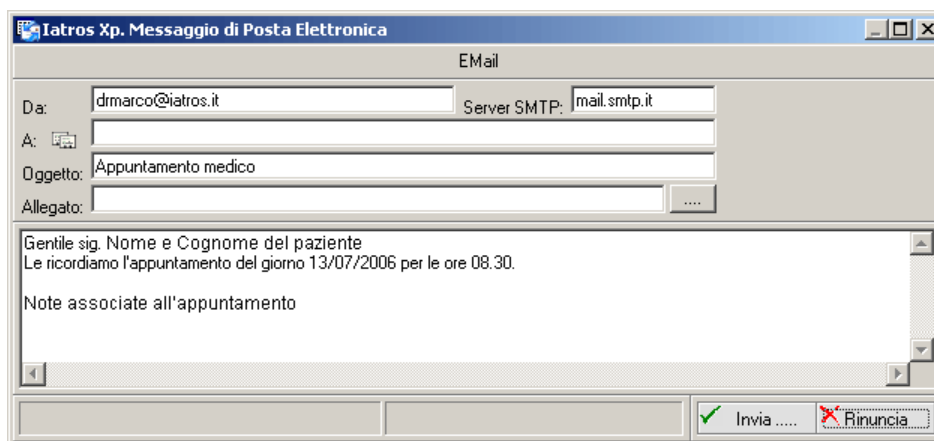 Iatros Xp. Messaggio di Posta Elettronica
EMail
Da: drmarco@iatros.it Server SMTP: mail.smtp.it
A:
Oggetto: Appuntamento medico
Allegato: ....
Gentile sig. Nome e Cognome del paziente
Le ricordiamo l'appuntamento del giorno 13/07/2006 per le ore 08.30.
Note associate all'appuntamento
Invia ..... Rinuncia